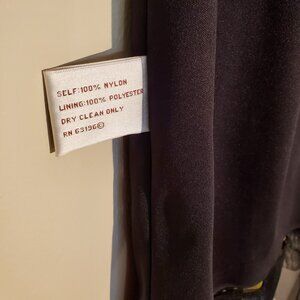 SELF:100% NYLON
LINING:100% POLYESTER
DRY CLEAN ONLY
RN 63196©